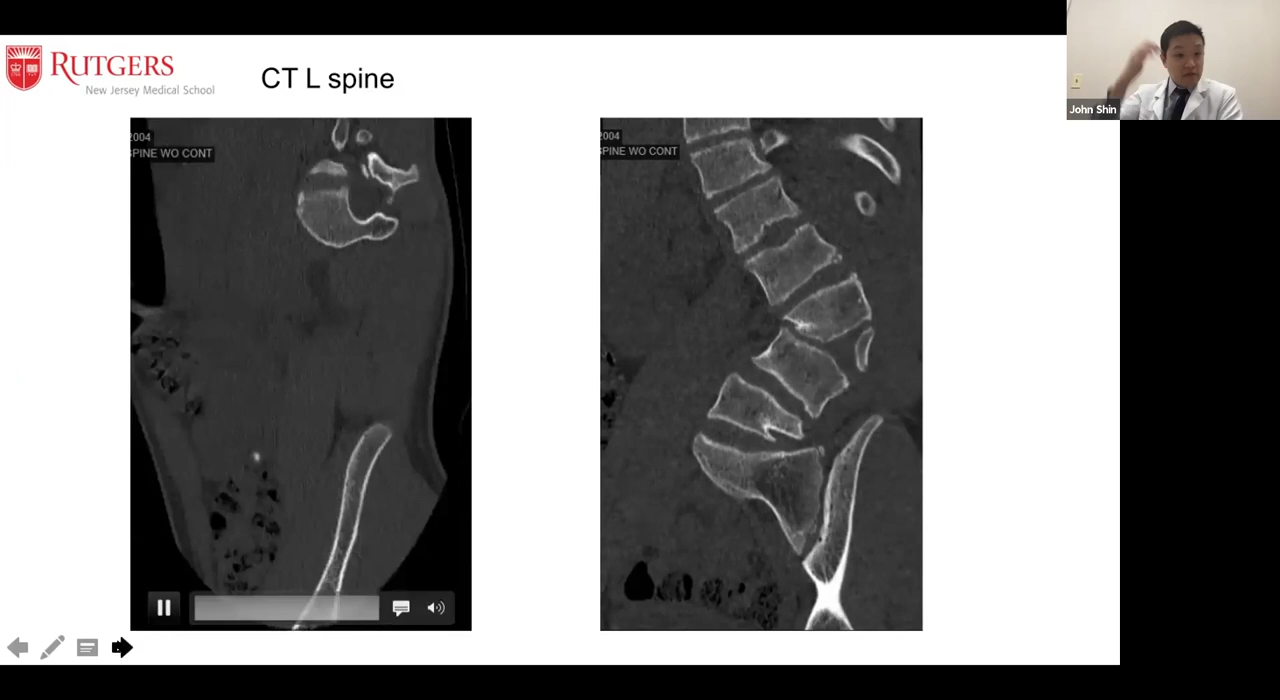 RUTGERS
New Jersey Medical School
CT L spine
John Shin
2004
SPINE WO CONT
2004
SPINE WO CONT